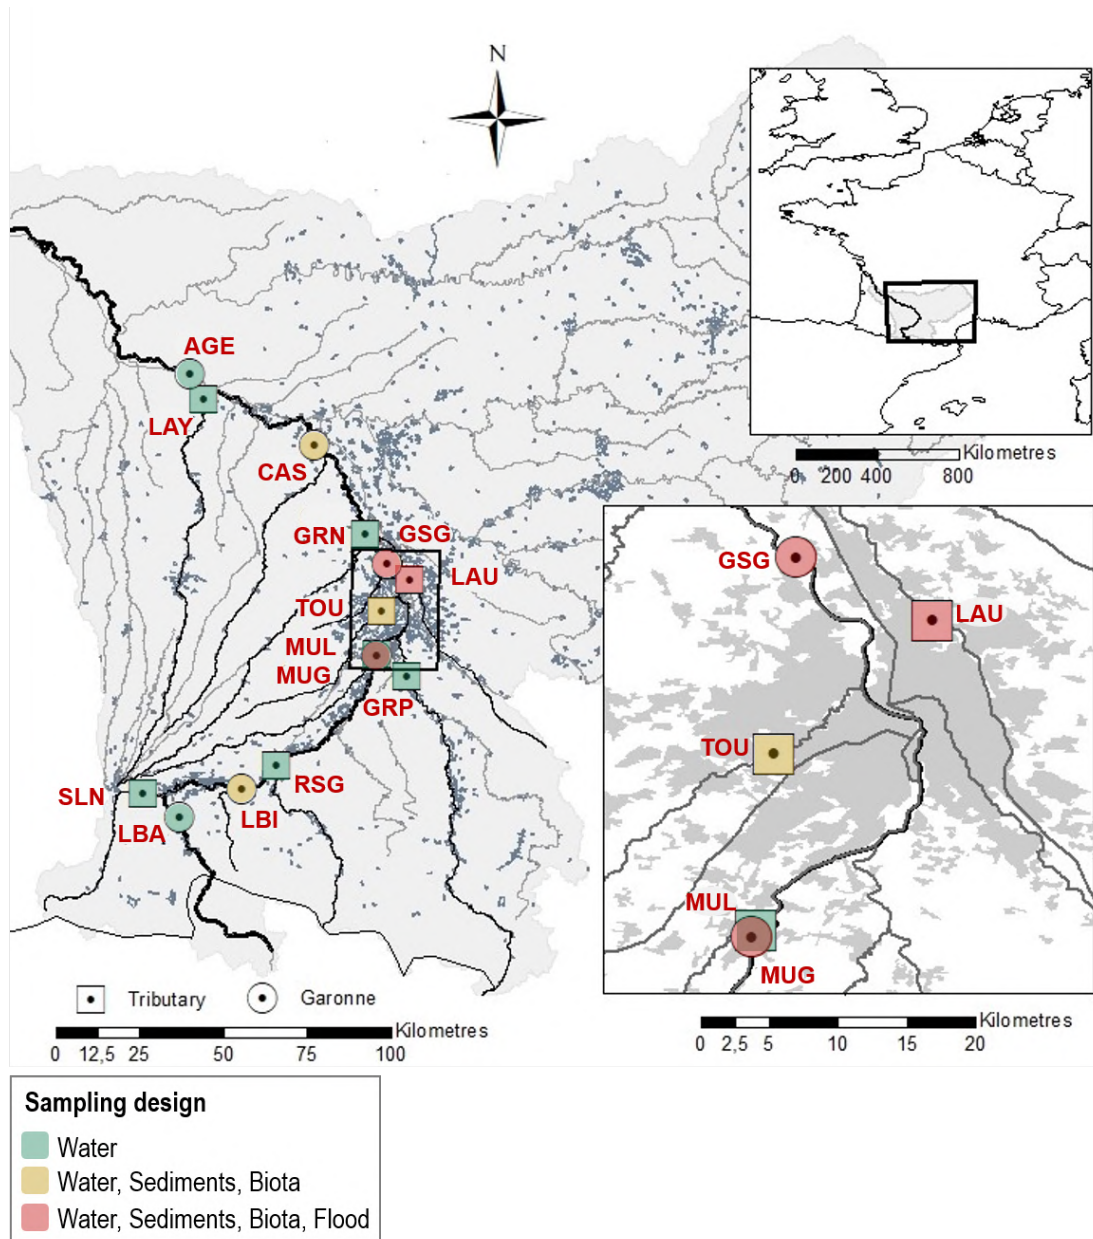 N
AGE
LAY
CAS
GRN
GSG
LAU
TOU
MUL
MUG
GRP
RSG
SLN
LBA
LBI
Kilometres
0 200 400 800
GSG
LAU
TOU
MUL
MUG
Tributary
Garonne
Kilometres
0 12,5 25 50 75 100
Kilometres
0 2,5 5 10 15 20
Sampling design
Water
Water, Sediments, Biota
Water, Sediments, Biota, Flood